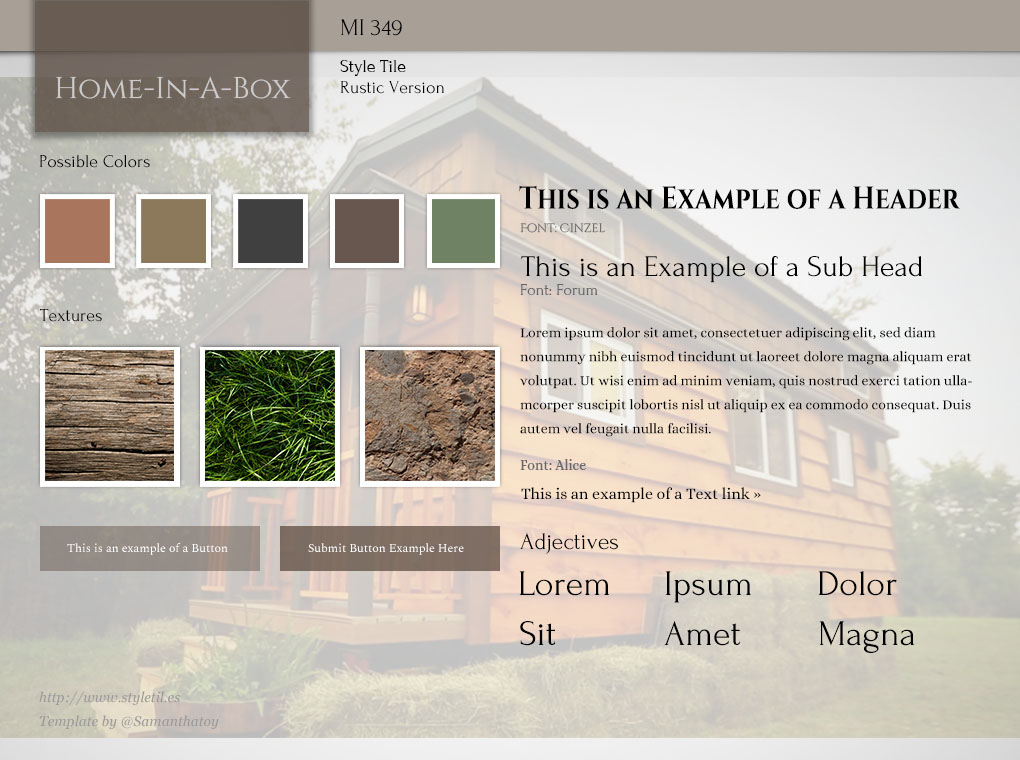 MI 349
Home-In-A-Box
Style Tile
Rustic Version
Possible Colors
Textures
This is an example of a Button
Submit Button Example Here
http://www.styletil.es
Template by @Samanthatoy
This is an Example of a Header
Font: Cinzel
This is an Example of a Sub Head
Font: Forum
Lorem ipsum dolor sit amet, consectetuer adipiscing elit, sed diam
nonummy nibh euismod tincidunt ut laoreet dolore magna aliquam erat
volutpat. Ut wisi enim ad minim veniam, quis nostrud exerci tation ulla-
mcorper suscipit lobortis nisl ut aliquip ex ea commodo consequat. Duis
autem vel feugait nulla facilisi.
Font: Alice
This is an example of a Text link »
Adjectives
Lorem Ipsum Dolor
Sit Amet Magna